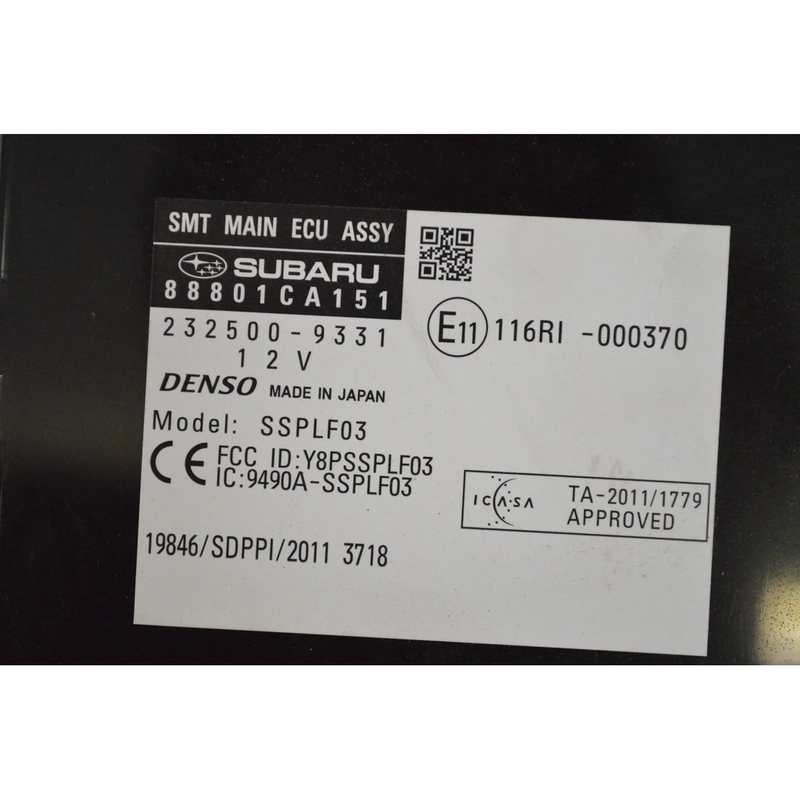 SMT MAIN ECU ASSY
SUBARU
88801CA151
232500-9331
12V
DENSO MADE IN JAPAN
Model: SSPLF03
CE FCC ID:Y8PSSPLF03
IC:9490A-SSPLF03
19846/SDPPI/2011 3718
E11 116RI -000370
ICASA TA-2011/1779
APPROVED